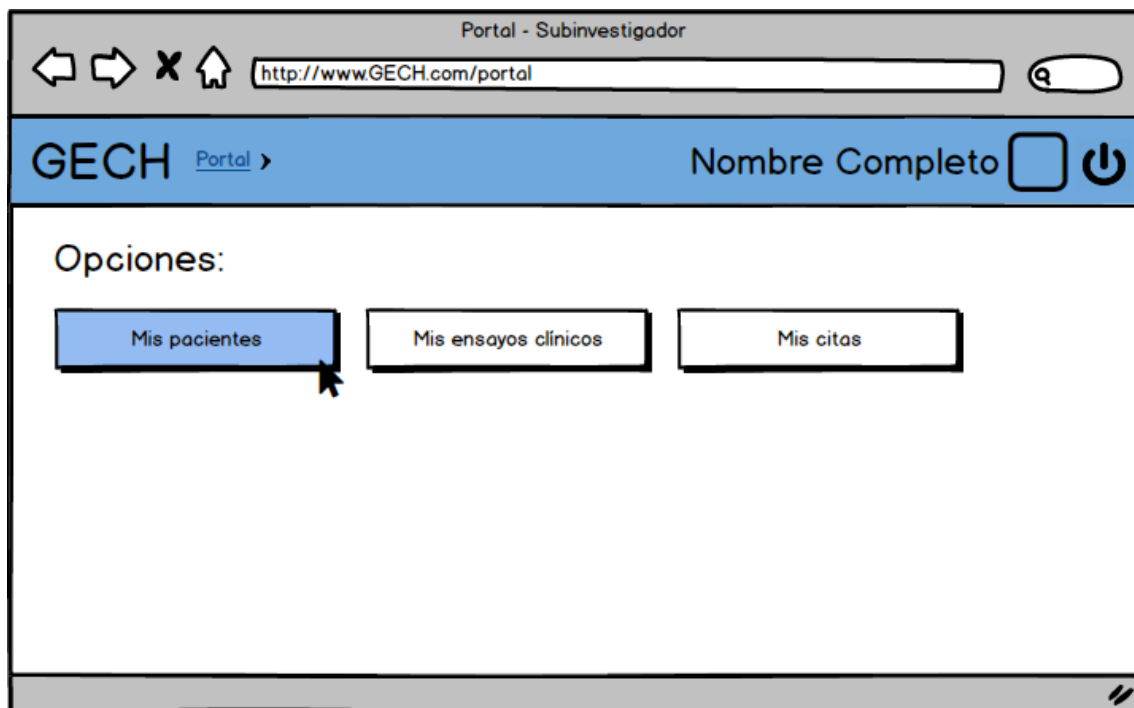 Portal - Subinvestigador
http://www.GECH.com/portal
GECH Portal Nombre Completo
Opciones:
Mis pacientes Mis ensayos clínicos Mis citas